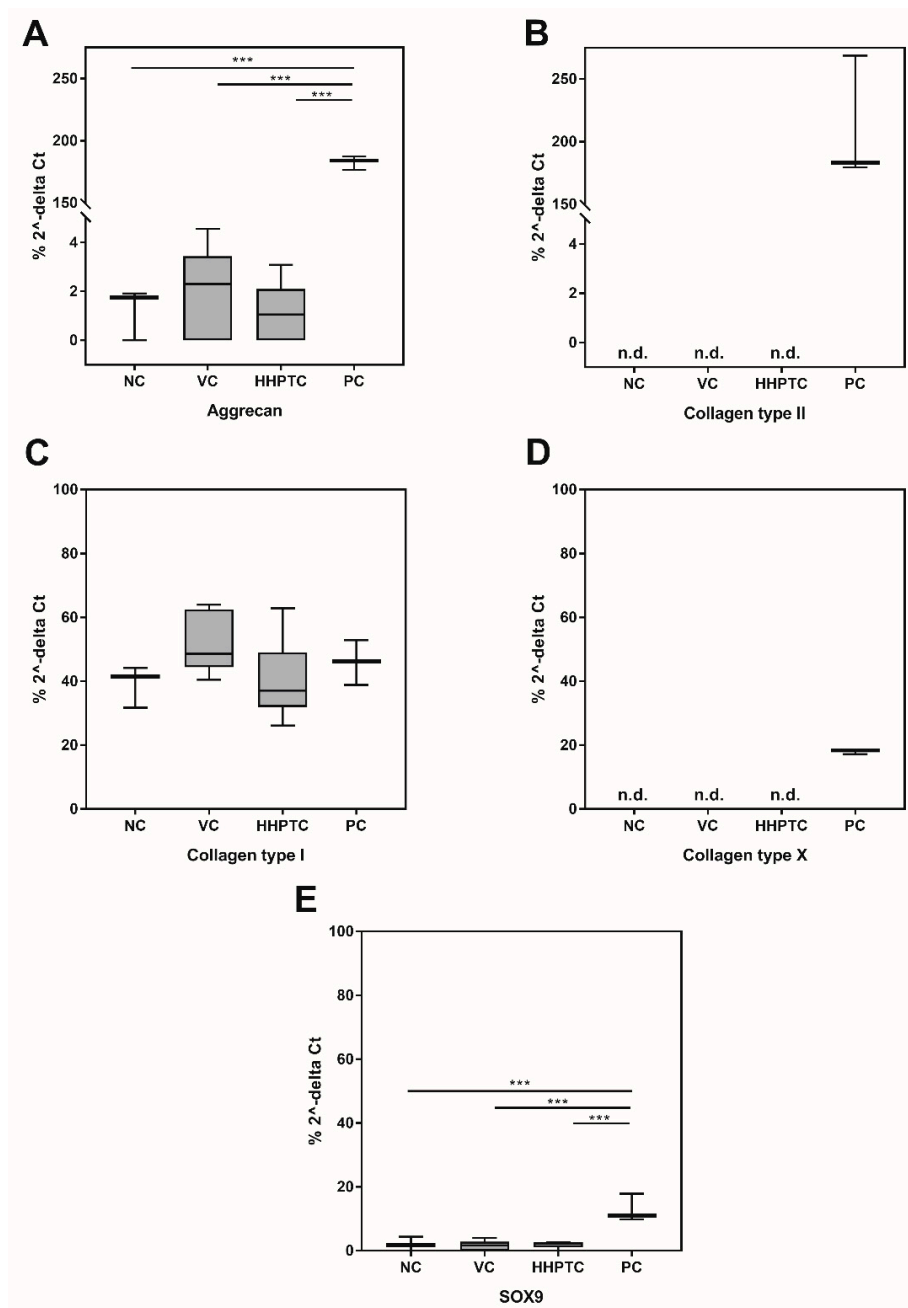 A
% 2^-delta Ct
250
200
150
4
2
0
***
***
***
NC VC HHPTC PC
Aggrecan
B
% 2^-delta Ct
250
200
150
4
2
0
n.d. n.d. n.d.
NC VC HHPTC PC
Collagen type II
C
% 2^-delta Ct
100
80
60
40
20
0
NC VC HHPTC PC
Collagen type I
D
% 2^-delta Ct
100
80
60
40
20
0
n.d. n.d. n.d.
NC VC HHPTC PC
Collagen type X
E
% 2^-delta Ct
100
80
60
40
20
0
***
***
***
NC VC HHPTC PC
SOX9